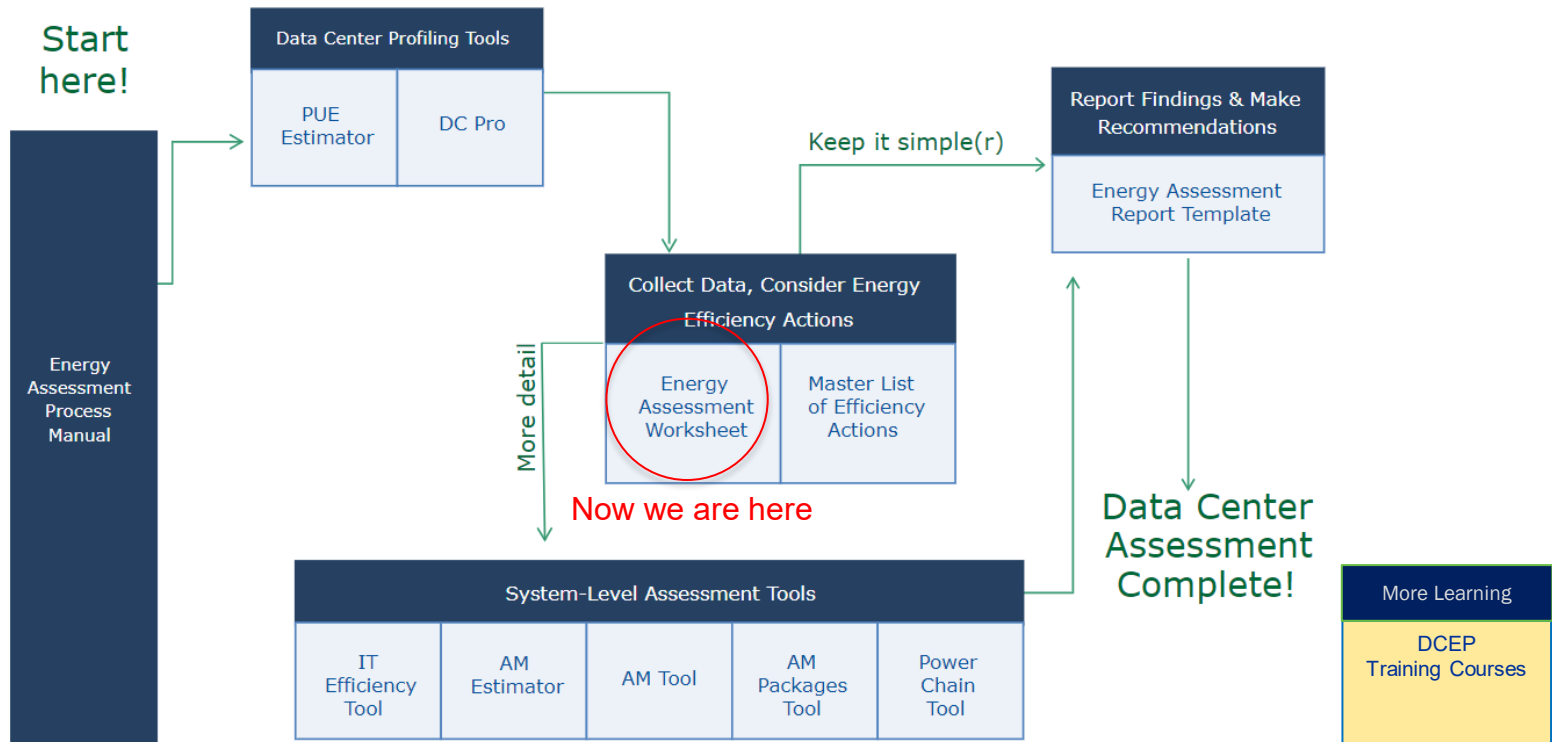 Start
here!
Energy
Assessment
Process
Manual
Data Center Profiling Tools
PUE
Estimator
DC Pro
Collect Data, Consider Energy
Efficiency Actions
Energy
Assessment
Worksheet
Master List
of Efficiency
Actions
Now we are here
Keep it simple(r)
More detail
Report Findings & Make
Recommendations
Energy Assessment
Report Template
System-Level Assessment Tools
IT
Efficiency
Tool
AM
Estimator
AM Tool
AM
Packages
Tool
Power
Chain
Tool
Data Center
Assessment
Complete!
More Learning
DCEP
Training Courses